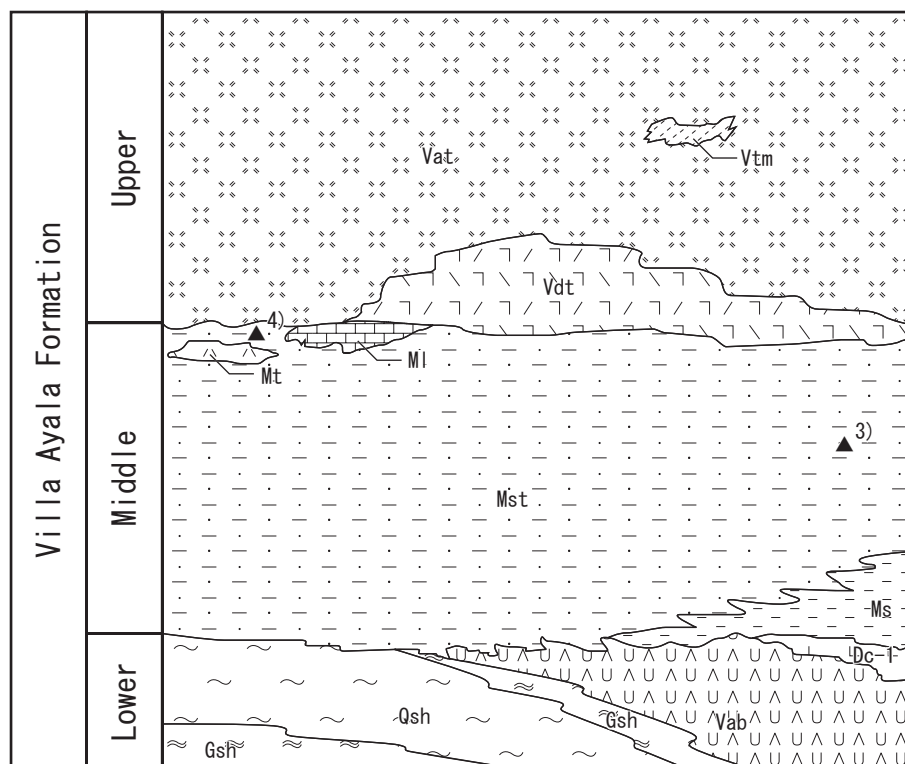 Villa Ayala Formation
Upper
Middle
Lower
Vat
Vtm
Vdt
4)
Mt
Ml
3)
Mst
Ms
Dc-1
Qsh
Gsh
Vab
Gsh